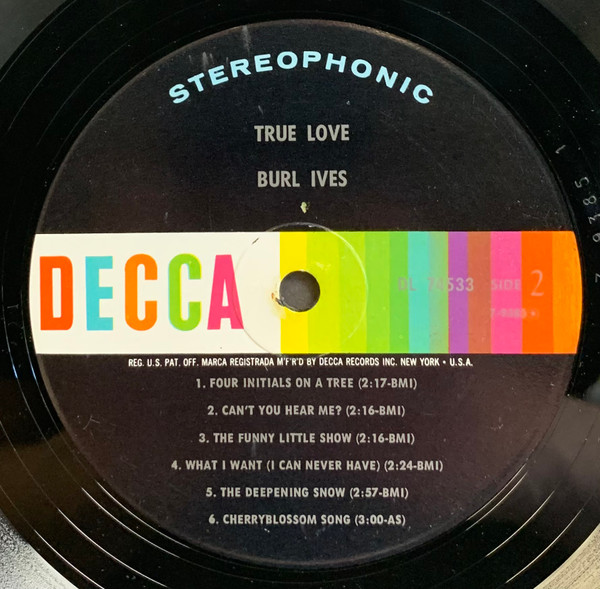 STEREOPHONIC
TRUE LOVE
BURL IVES
DECCA
DL 74533 SIDE 2
REG. U.S. PAT. OFF. MARCA REGISTRADA M'F'R'D BY DECCA RECORDS INC. NEW YORK • U.S.A.
1. FOUR INITIALS ON A TREE (2:17-BMI)
2. CAN'T YOU HEAR ME? (2:16-BMI)
3. THE FUNNY LITTLE SHOW (2:16-BMI)
4. WHAT I WANT (I CAN NEVER HAVE) (2:24-BMI)
5. THE DEEPENING SNOW (2:57-BMI)
6. CHERRYBLOSSOM SONG (3:00-AS)